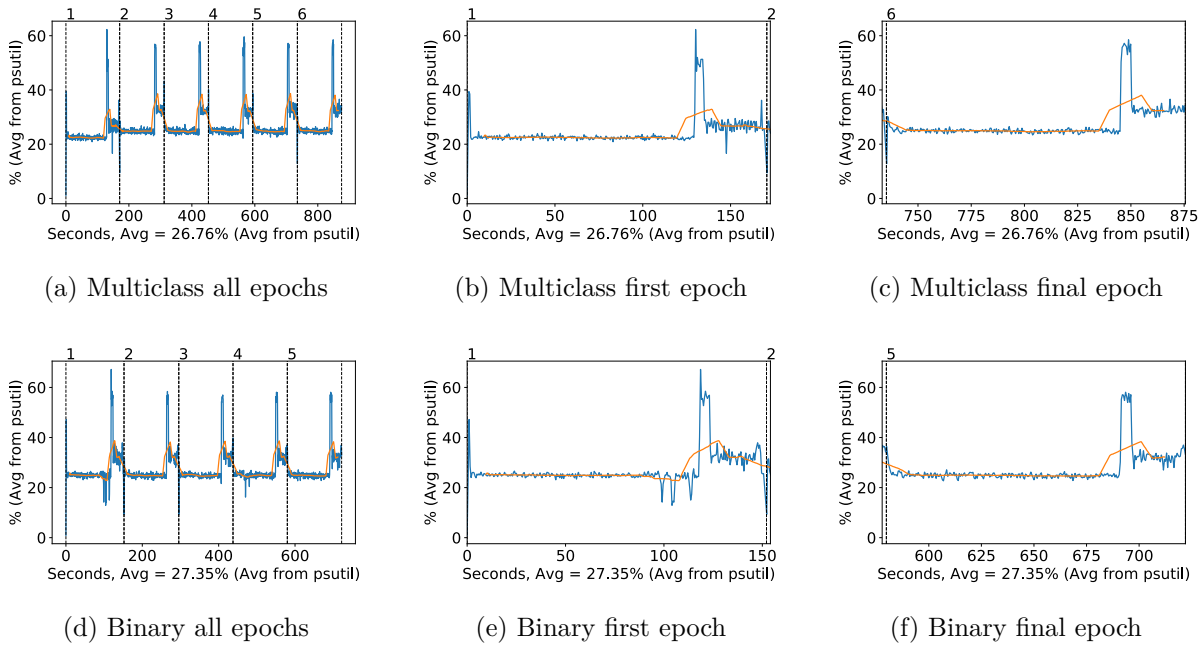 1 2 3 4 5 6
% (Avg from psutil)
60
40
20
0
0 200 400 600 800
Seconds, Avg = 26.76% (Avg from psutil)
(a) Multiclass all epochs
1 2
% (Avg from psutil)
60
40
20
0
0 50 100 150
Seconds, Avg = 26.76% (Avg from psutil)
(b) Multiclass first epoch
6
% (Avg from psutil)
60
40
20
0
750 775 800 825 850 875
Seconds, Avg = 26.76% (Avg from psutil)
(c) Multiclass final epoch
1 2 3 4 5
% (Avg from psutil)
60
40
20
0
0 200 400 600
Seconds, Avg = 27.35% (Avg from psutil)
(d) Binary all epochs
1 2
% (Avg from psutil)
60
40
20
0
0 50 100 150
Seconds, Avg = 27.35% (Avg from psutil)
(e) Binary first epoch
5
% (Avg from psutil)
60
40
20
0
600 625 650 675 700
Seconds, Avg = 27.35% (Avg from psutil)
(f) Binary final epoch